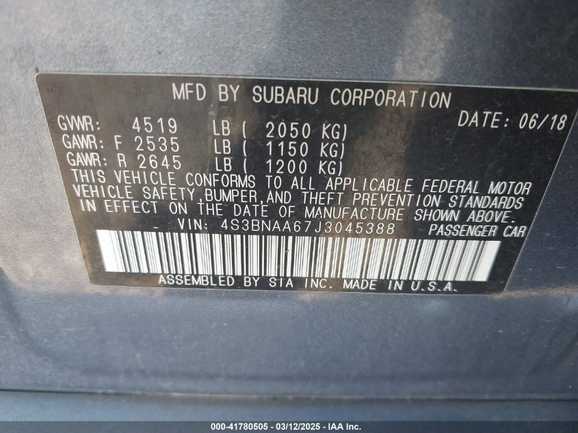 MFD BY SUBARU CORPORATION
GVWR: 4519 LB ( 2050 KG) DATE: 06/18
GAWR: F 2535 LB ( 1150 KG)
GAWR: R 2645 LB ( 1200 KG)
THIS VEHICLE CONFORMS TO ALL APPLICABLE FEDERAL MOTOR
VEHICLE SAFETY,BUMPER,AND THEFT PREVENTION STANDARDS
IN EFFECT ON THE DATE OF MANUFACTURE SHOWN ABOVE.
VIN: 4S3BNAA67J3045388 PASSENGER CAR
ASSEMBLED BY SIA INC. MADE IN U.S.A.
000-41780505 - 03/12/2025 - IAA Inc.